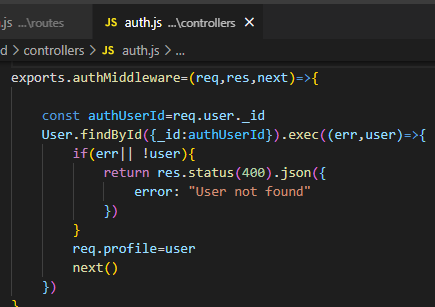 .js ...\routes
JS auth.js ...\controllers ×
d > controllers > JS auth.js > ...
exports.authMiddleware=(req,res,next)=>{
const authUserId=req.user._id
User.findById({_id:authUserId}).exec((err,user)=>{
if(err|| !user){
return res.status(400).json({
error: "User not found"
})
}
req.profile=user
next()
})
}